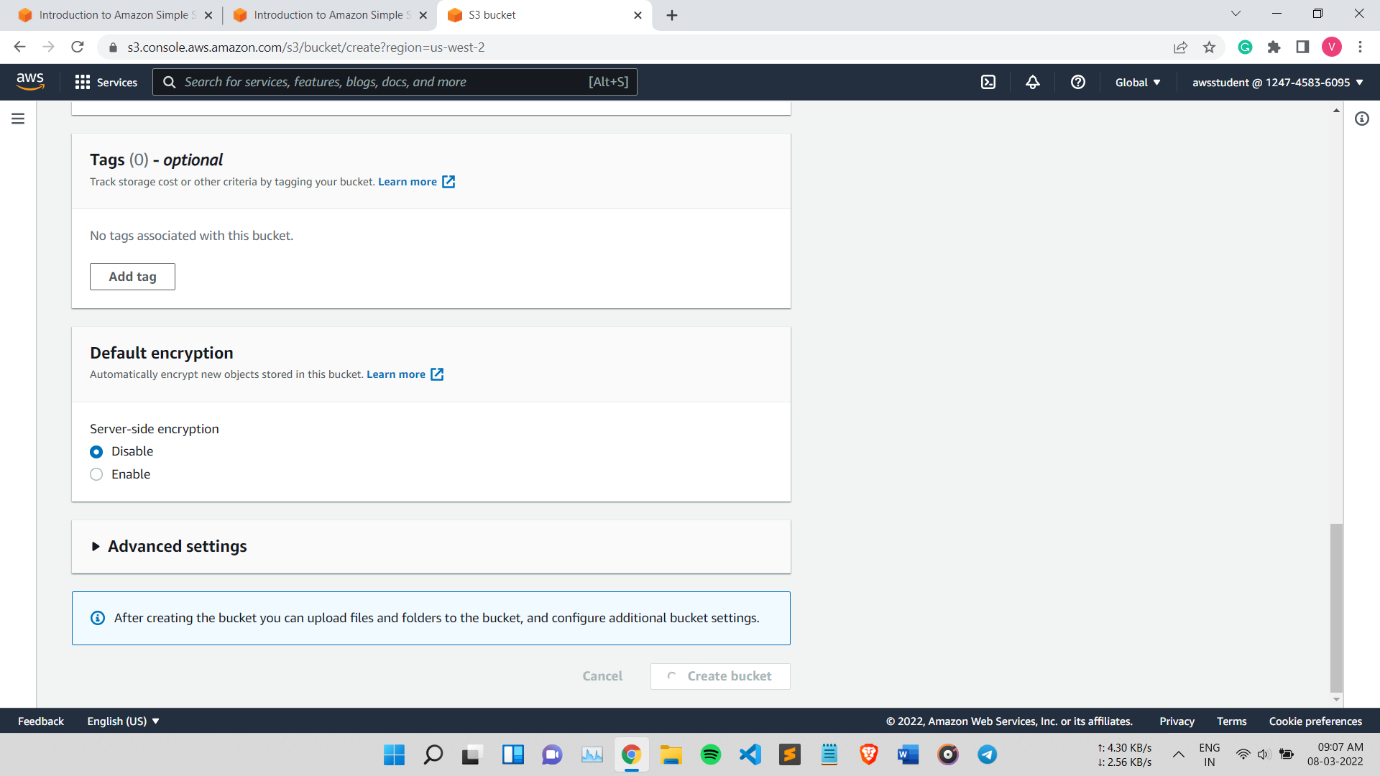 Introduction to Amazon Simple S
Introduction to Amazon Simple S
S3 bucket
s3.console.aws.amazon.com/s3/bucket/create?region=us-west-2
V
aws
Services
Search for services, features, blogs, docs, and more
[Alt+S]
Global
awsstudent @ 1247-4583-6095
Tags (0) - optional
Track storage cost or other criteria by tagging your bucket. Learn more
No tags associated with this bucket.
Add tag
Default encryption
Automatically encrypt new objects stored in this bucket. Learn more
Server-side encryption
Disable
Enable
Advanced settings
After creating the bucket you can upload files and folders to the bucket, and configure additional bucket settings.
Cancel
Create bucket
Feedback
English (US)
© 2022, Amazon Web Services, Inc. or its affiliates.
Privacy
Terms
Cookie preferences
↑: 4.30 KB/s
↓: 2.56 KB/s
ENG
IN
09:07 AM
08-03-2022